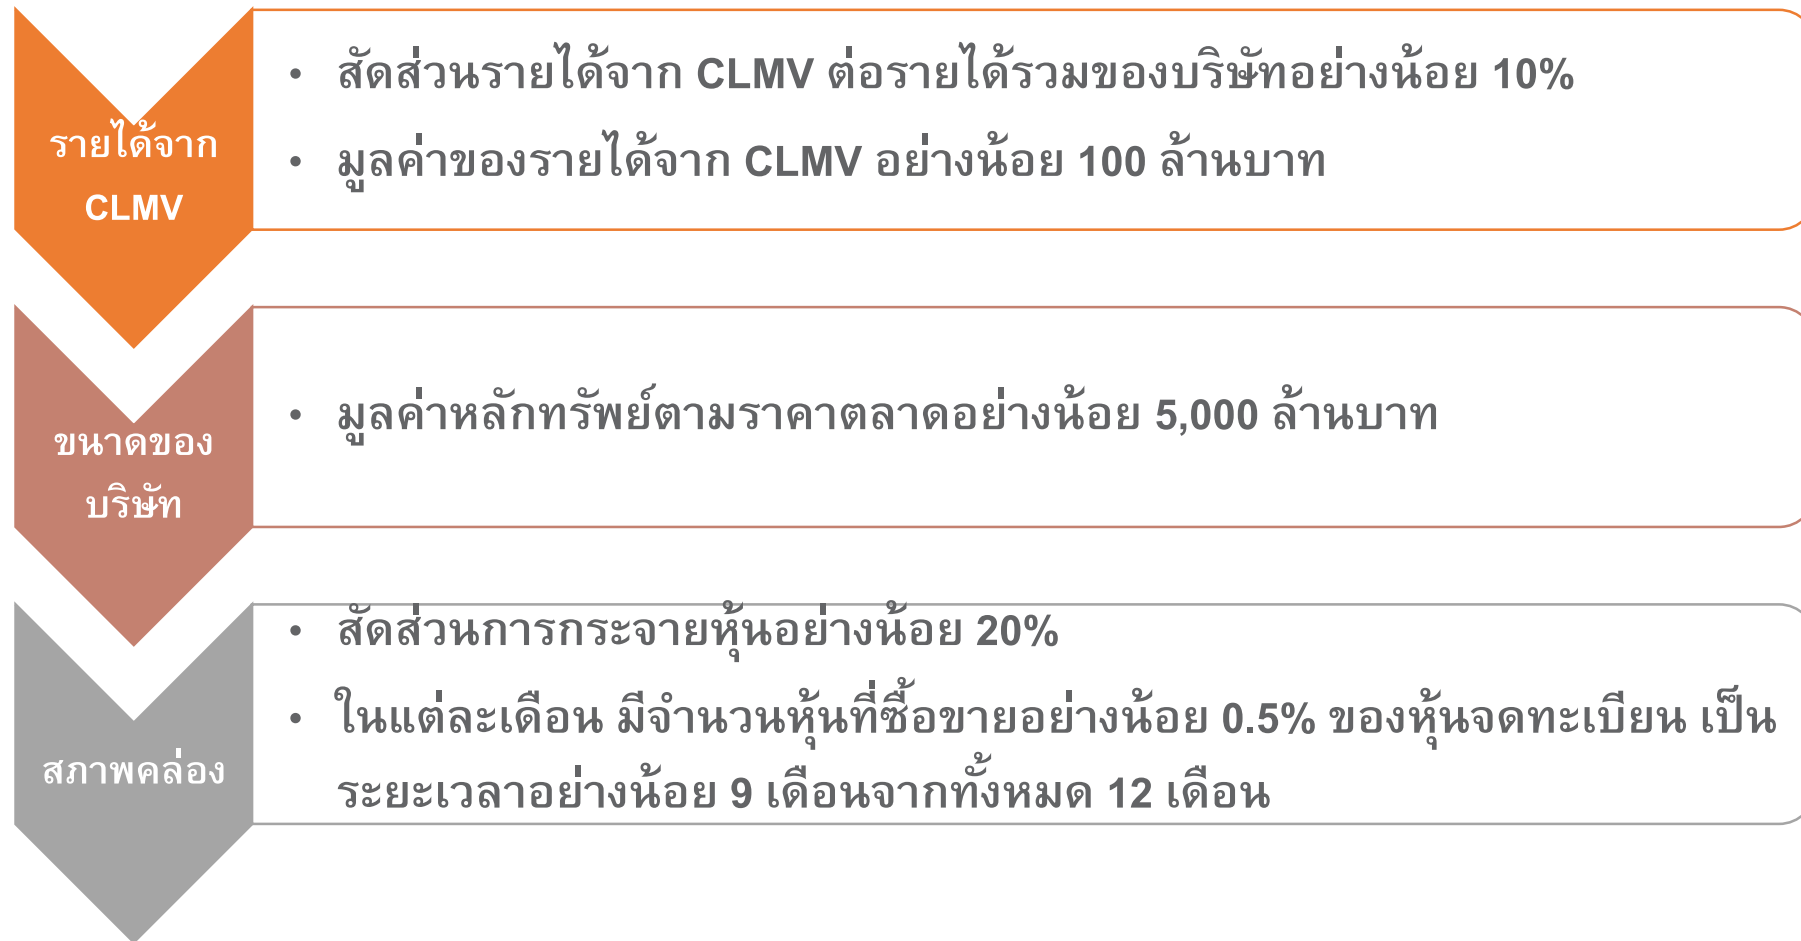 รายได้จาก
CLMV
• สัดส่วนรายได้จาก CLMV ต่อรายได้รวมของบริษัทอย่างน้อย 10%
• มูลค่าของรายได้จาก CLMV อย่างน้อย 100 ล้านบาท
ขนาดของ
บริษัท
• มูลค่าหลักทรัพย์ตามราคาตลาดอย่างน้อย 5,000 ล้านบาท
สภาพคล่อง
• สัดส่วนการกระจายหุ้นอย่างน้อย 20%
• ในแต่ละเดือน มีจำนวนหุ้นที่ซื้อขายอย่างน้อย 0.5% ของหุ้นจดทะเบียน เป็น
ระยะเวลาอย่างน้อย 9 เดือนจากทั้งหมด 12 เดือน